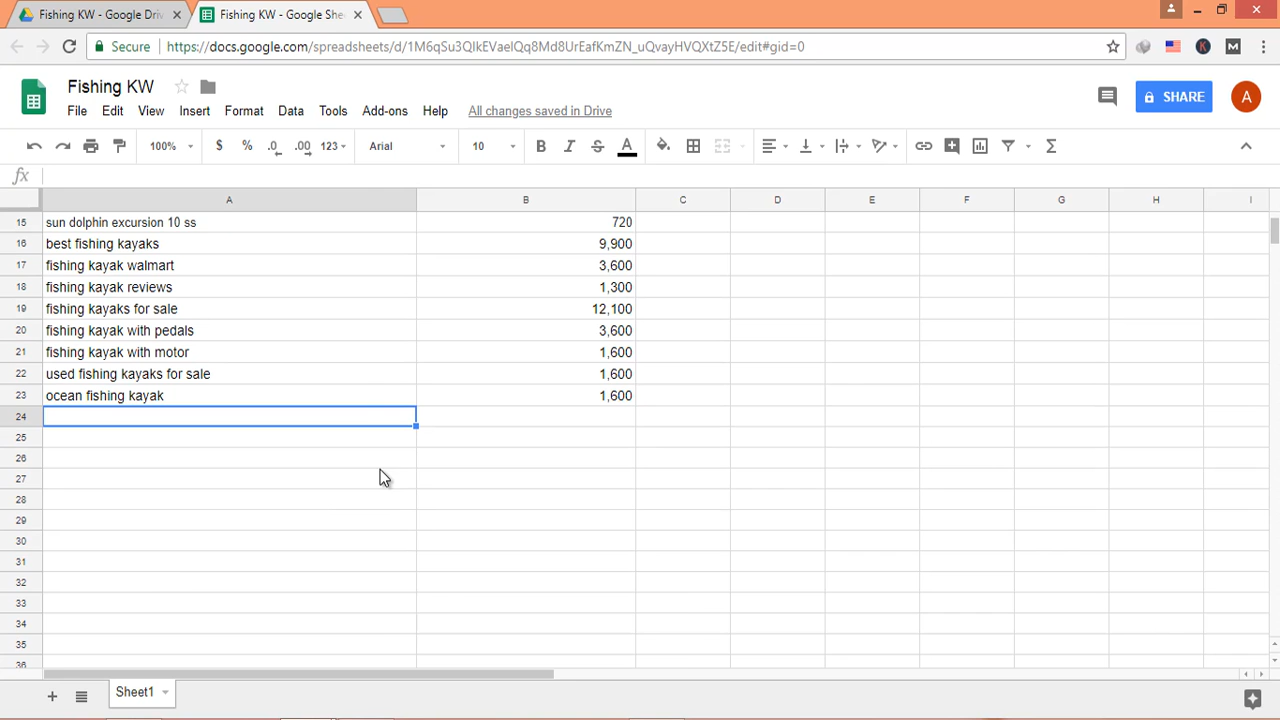 Fishing KW - Google Driv
Fishing KW - Google She
Secure https://docs.google.com/spreadsheets/d/1M6qSu3QIkEVaelQq8Md8UrEafKmZN_uQvayHVQXtZ5E/edit#gid=0
K M
Fishing KW
SHARE A
File Edit View Insert Format Data Tools Add-ons Help All changes saved in Drive
100% $ % .0 .00 123 Arial 10 B I S A Σ
fx
A B C D E F G H I
15 sun dolphin excursion 10 ss 720
16 best fishing kayaks 9,900
17 fishing kayak walmart 3,600
18 fishing kayak reviews 1,300
19 fishing kayaks for sale 12,100
20 fishing kayak with pedals 3,600
21 fishing kayak with motor 1,600
22 used fishing kayaks for sale 1,600
23 ocean fishing kayak 1,600
24
25
26
27
28
29
30
31
32
33
34
35
36
Sheet1